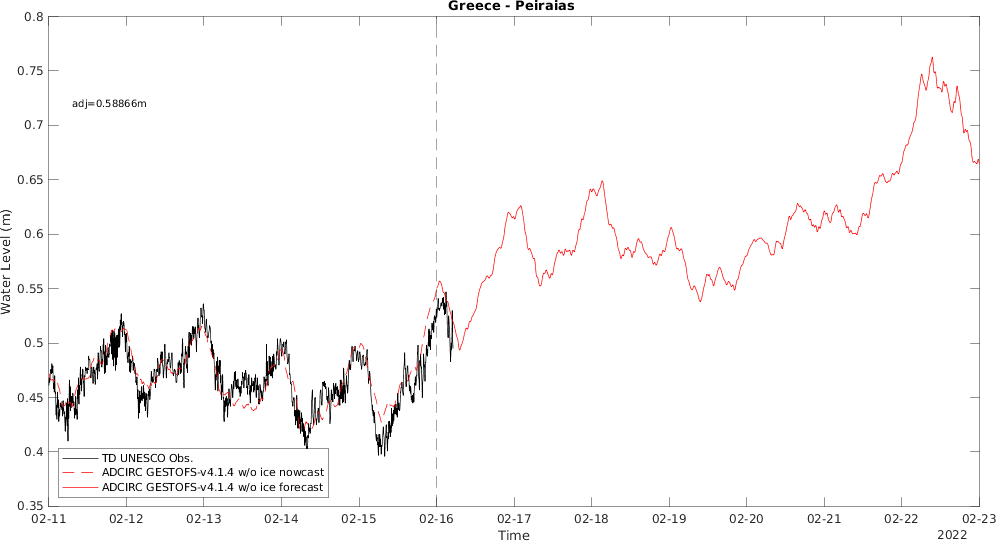 Greece - Peiraias
0.8
0.75
0.7
0.65
0.6
0.55
0.5
0.45
0.4
0.35
Water Level (m)
adj=0.58866m
TD UNESCO Obs.
ADCIRC GESTOFS-v4.1.4 w/o ice nowcast
ADCIRC GESTOFS-v4.1.4 w/o ice forecast
02-11 02-12 02-13 02-14 02-15 02-16 02-17 02-18 02-19 02-20 02-21 02-22 02-23
Time
2022